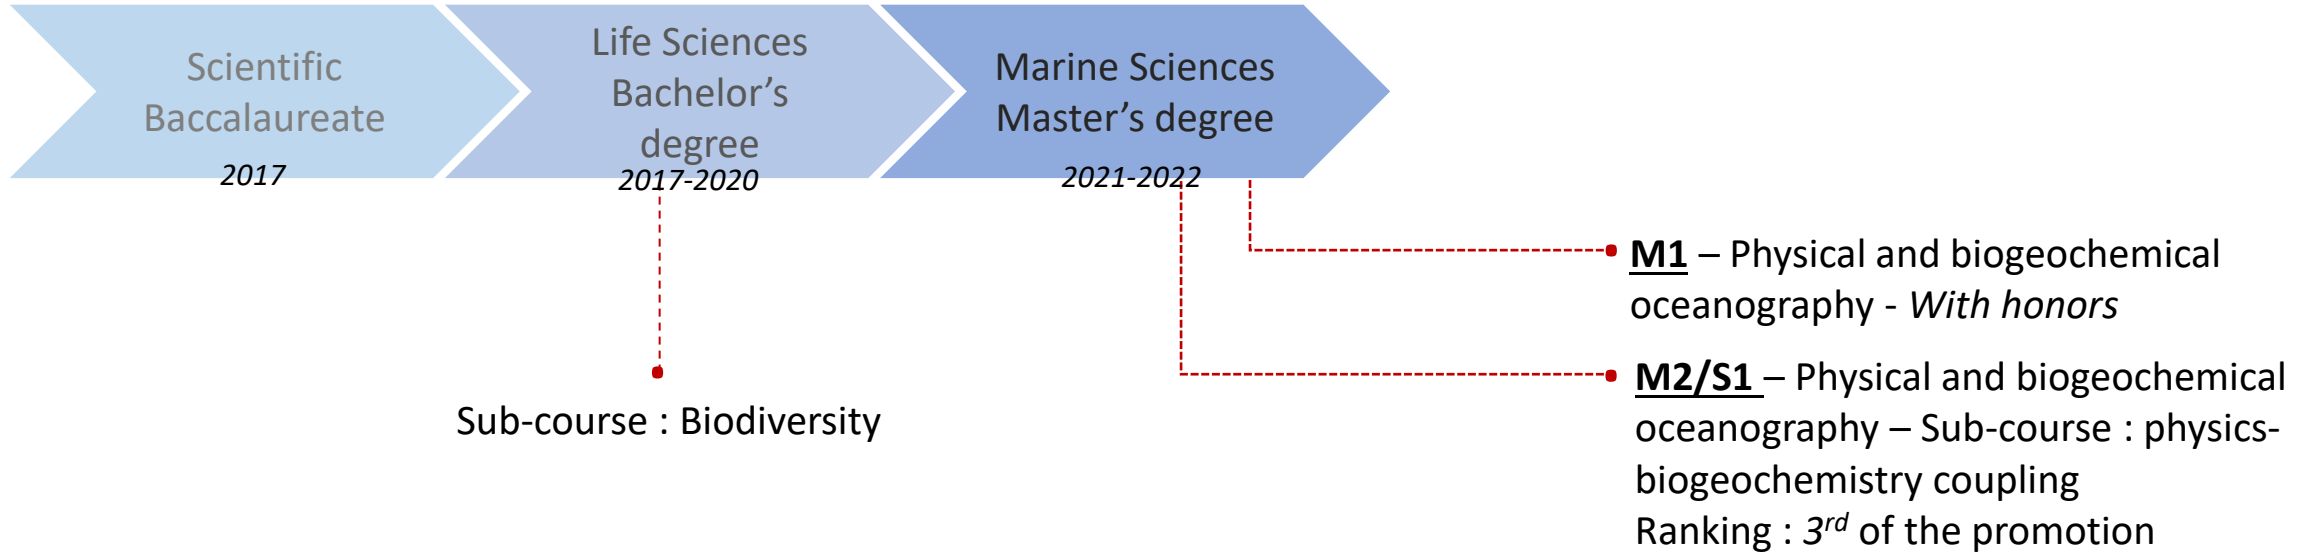 Scientific
Baccalaureate
2017
Life Sciences
Bachelor’s
degree
2017-2020
Marine Sciences
Master’s degree
2021-2022
Sub-course : Biodiversity
M1 – Physical and biogeochemical
oceanography - With honors
M2/S1 – Physical and biogeochemical
oceanography – Sub-course : physics-
biogeochemistry coupling
Ranking : 3rd of the promotion